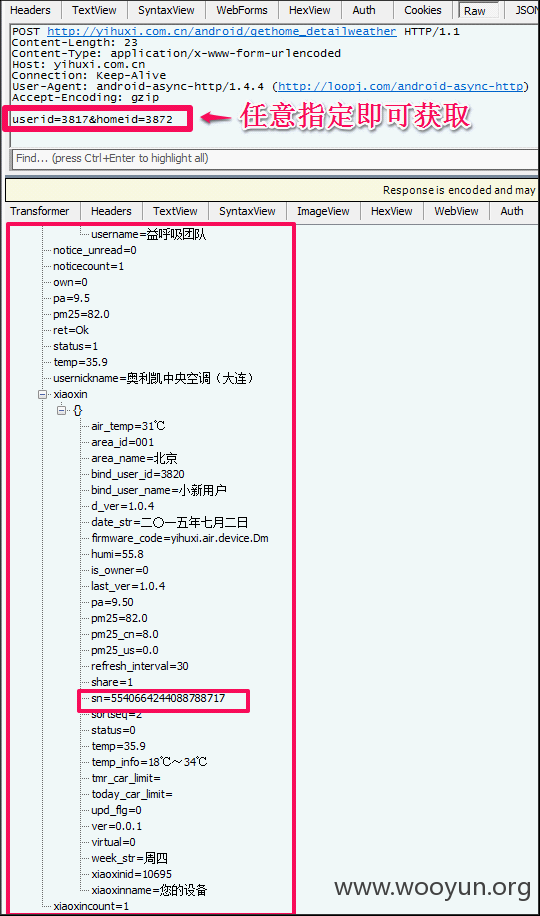 Headers TextView SyntaxView WebForms HexView Auth Cookies Raw JSON
POST http://yihuxi.com.cn/android/gethome_detailweather HTTP/1.1
Content-Length: 23
Content-Type: application/x-www-form-urlencoded
Host: yihuxi.com.cn
Connection: Keep-Alive
User-Agent: android-async-http/1.4.4 (http://loopj.com/android-async-http)
Accept-Encoding: gzip
userid=3817&homeid=3872
任意指定即可获取
Find... (press Ctrl+Enter to highlight all)
Response is encoded and may
Transformer Headers TextView SyntaxView ImageView HexView WebView Auth
username=益呼吸团队
notice_unread=0
noticecount=1
own=0
pa=9.5
pm25=82.0
ret=Ok
status=1
temp=35.9
usernickname=奥利凯中央空调（大连）
xiaoxin
{}
air_temp=31℃
area_id=001
area_name=北京
bind_user_id=3820
bind_user_name=小新用户
d_ver=1.0.4
date_str=二〇一五年七月二日
firmware_code=yihuxi.air.device.Dm
humi=55.8
is_owner=0
last_ver=1.0.4
pa=9.50
pm25=82.0
pm25_cn=8.0
pm25_us=0.0
refresh_interval=30
share=1
sn=5540664244088788717
sortseq=2
status=0
temp=35.9
temp_info=18℃～34℃
tmr_car_limit=
today_car_limit=
upd_flg=0
ver=0.0.1
virtual=0
week_str=周四
xiaoxinid=10695
xiaoxinname=您的设备
xiaoxincount=1
www.wooyun.org